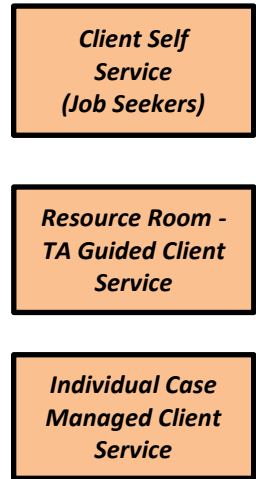 Client Self
Service
(Job Seekers)
Resource Room -
TA Guided Client
Service
Individual Case
Managed Client
Service